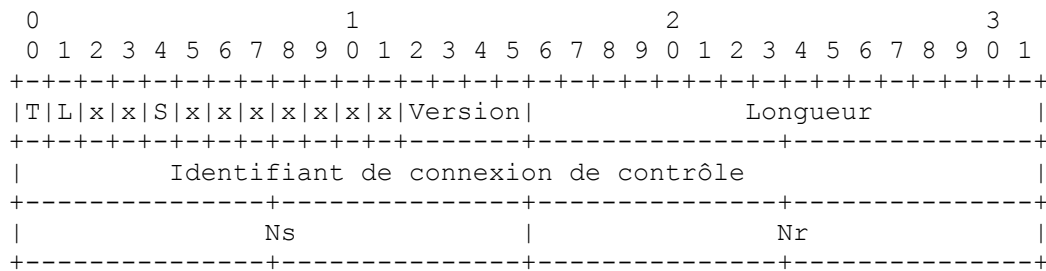 0                   1                   2                   3
 0 1 2 3 4 5 6 7 8 9 0 1 2 3 4 5 6 7 8 9 0 1 2 3 4 5 6 7 8 9 0 1
+-+-+-+-+-+-+-+-+-+-+-+-+-------+---------------+---------------+
|T|L|x|x|S|x|x|x|x|x|x|x|Version|             Longueur          |
+-+-+-+-+-+-+-+-+-+-+-+-+-------+---------------+---------------+
|         Identifiant de connexion de contrôle                  |
+---------------+---------------+---------------+---------------+
|               Ns              |               Nr              |
+---------------+---------------+---------------+---------------+